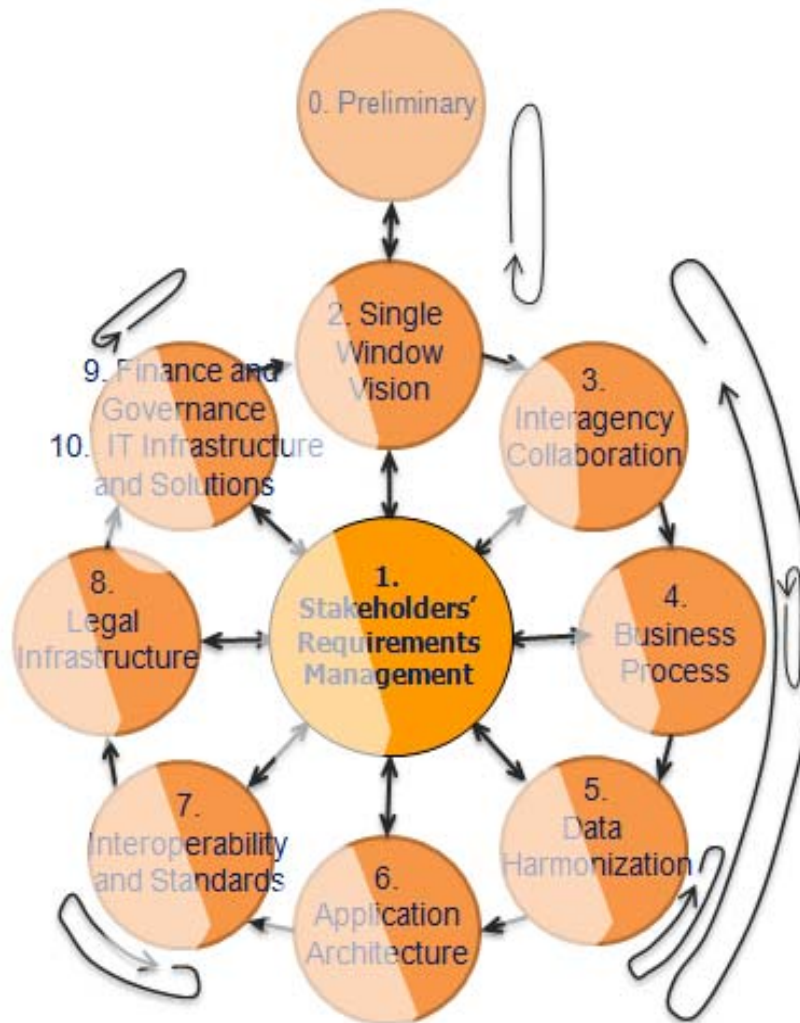 0. Preliminary
2. Single
Window
Vision
3.
Interagency
Collaboration
9. Finance and
Governance
10. IT Infrastructure
and Solutions
1.
Stakeholders’
Requirements
Management
4.
Business
Process
8.
Legal
Infrastructure
5.
Data
Harmonization
7.
Interoperability
and Standards
6.
Application
Architecture